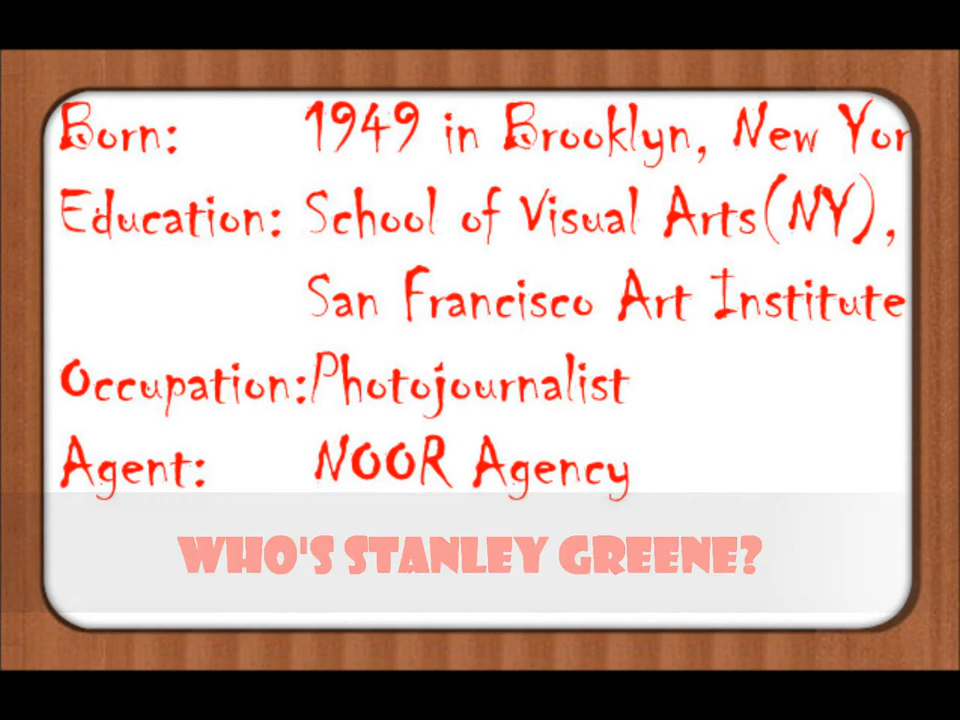 Born: 1949 in Brooklyn, New Yor
Education: School of Visual Arts(NY),
San Francisco Art Institute
Occupation:Photojournalist
Agent: NOOR Agency
WHO'S STANLEY GREENE?